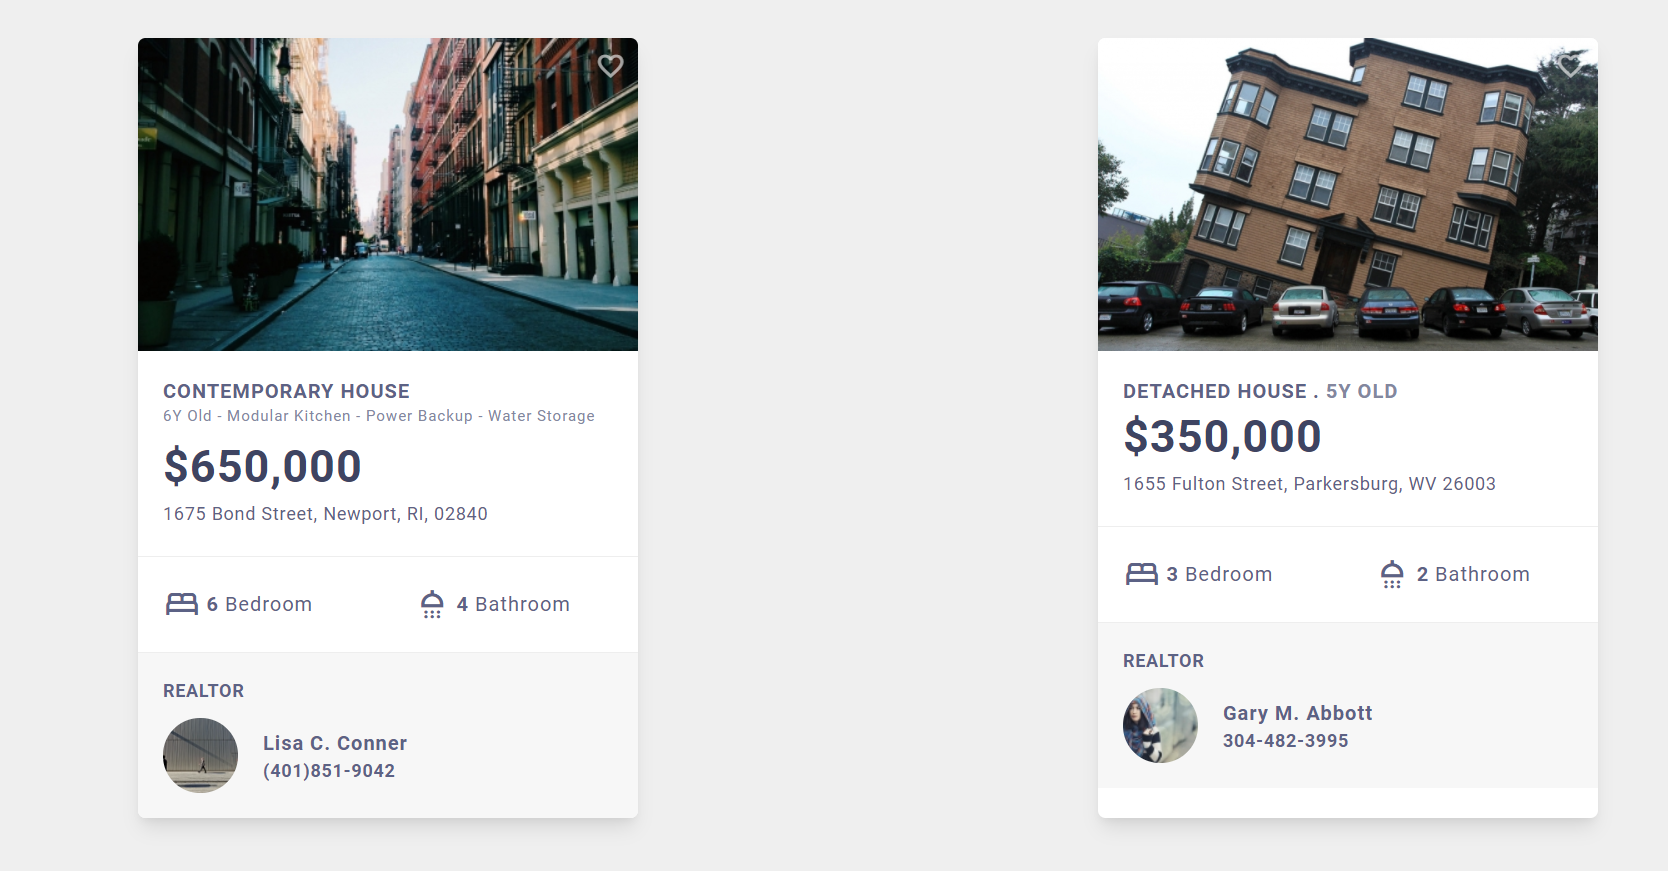 CONTEMPORARY HOUSE
6Y Old - Modular Kitchen - Power Backup - Water Storage
$650,000
1675 Bond Street, Newport, RI, 02840
6 Bedroom
4 Bathroom
REALTOR
Lisa C. Conner
(401)851-9042
DETACHED HOUSE . 5Y OLD
$350,000
1655 Fulton Street, Parkersburg, WV 26003
3 Bedroom
2 Bathroom
REALTOR
Gary M. Abbott
304-482-3995